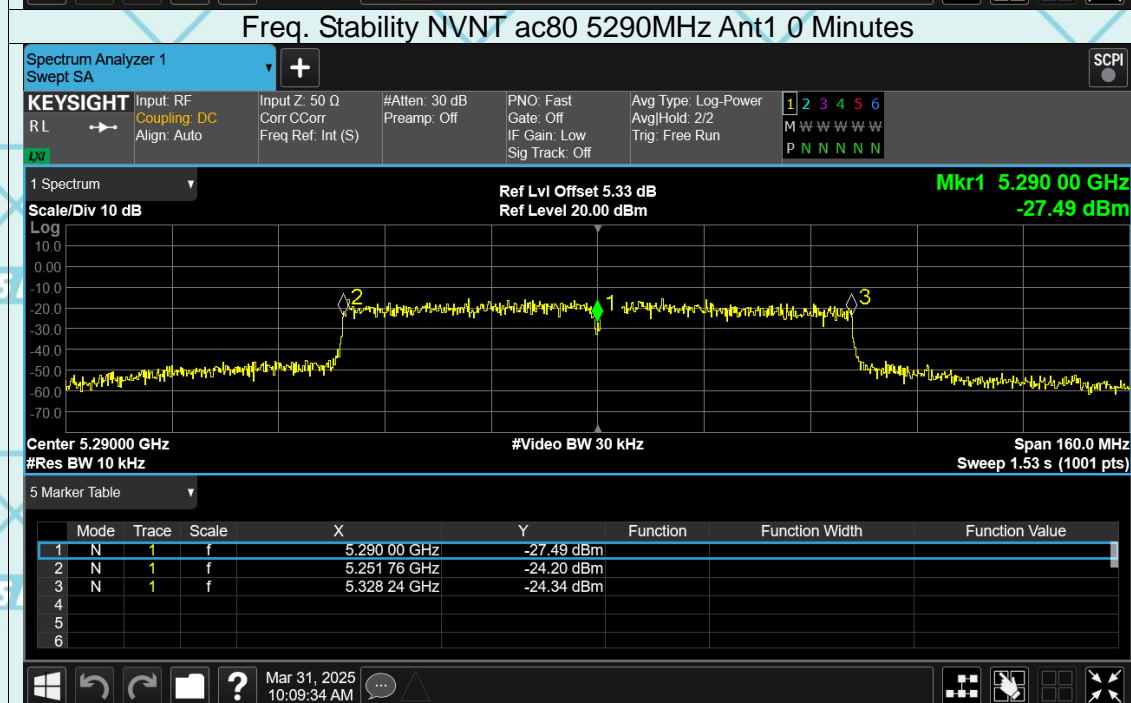 Freq. Stability NVNT ac80 5290MHz Ant1 0 Minutes
Spectrum Analyzer 1
Swept SA
+
SCPI
KEYSIGHT
RL
LXI
Input: RF
Coupling: DC
Align: Auto
Input Z: 50 Ω
Corr CCorr
Freq Ref: Int (S)
#Atten: 30 dB
Preamp: Off
PNO: Fast
Gate: Off
IF Gain: Low
Sig Track: Off
Avg Type: Log-Power
Avg|Hold: 2/2
Trig: Free Run
1 2 3 4 5 6
M W W W W W
P N N N N N
1 Spectrum
Scale/Div 10 dB
Ref Lvl Offset 5.33 dB
Ref Level 20.00 dBm
Mkr1 5.290 00 GHz
-27.49 dBm
Log
10.0
0.00
-10.0
-20.0
-30.0
-40.0
-50.0
-60.0
-70.0
2
1
3
Center 5.29000 GHz
#Res BW 10 kHz
#Video BW 30 kHz
Span 160.0 MHz
Sweep 1.53 s (1001 pts)
5 Marker Table
Mode Trace Scale X Y Function Function Width Function Value
1 N 1 f 5.290 00 GHz -27.49 dBm
2 N 1 f 5.251 76 GHz -24.20 dBm
3 N 1 f 5.328 24 GHz -24.34 dBm
4
5
6
?
Mar 31, 2025
10:09:34 AM